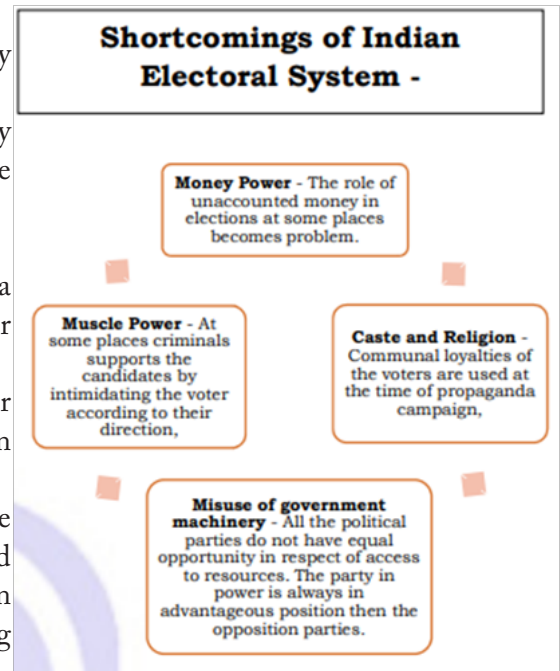 Shortcomings of Indian
Electoral System -
Money Power - The role of
unaccounted money in
elections at some places
becomes problem.
Muscle Power - At
some places criminals
supports the
candidates by
intimidating the voter
according to their
direction,
Caste and Religion -
Communal loyalties of
the voters are used at
the time of propaganda
campaign,
Misuse of government
machinery - All the political
parties do not have equal
opportunity in respect of access
to resources. The party in
power is always in
advantageous position then the
opposition parties.